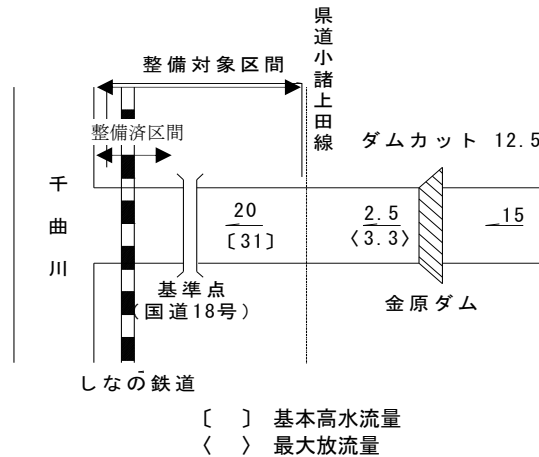 整備対象区間
県道小諸上田線
整備済区間
ダムカット 12.5
千曲川
20
〔31〕
2.5
〈3.3〉
15
基準点
(国道18号)
金原ダム
しなの鉄道
〔 〕 基本高水流量
〈 〉 最大放流量